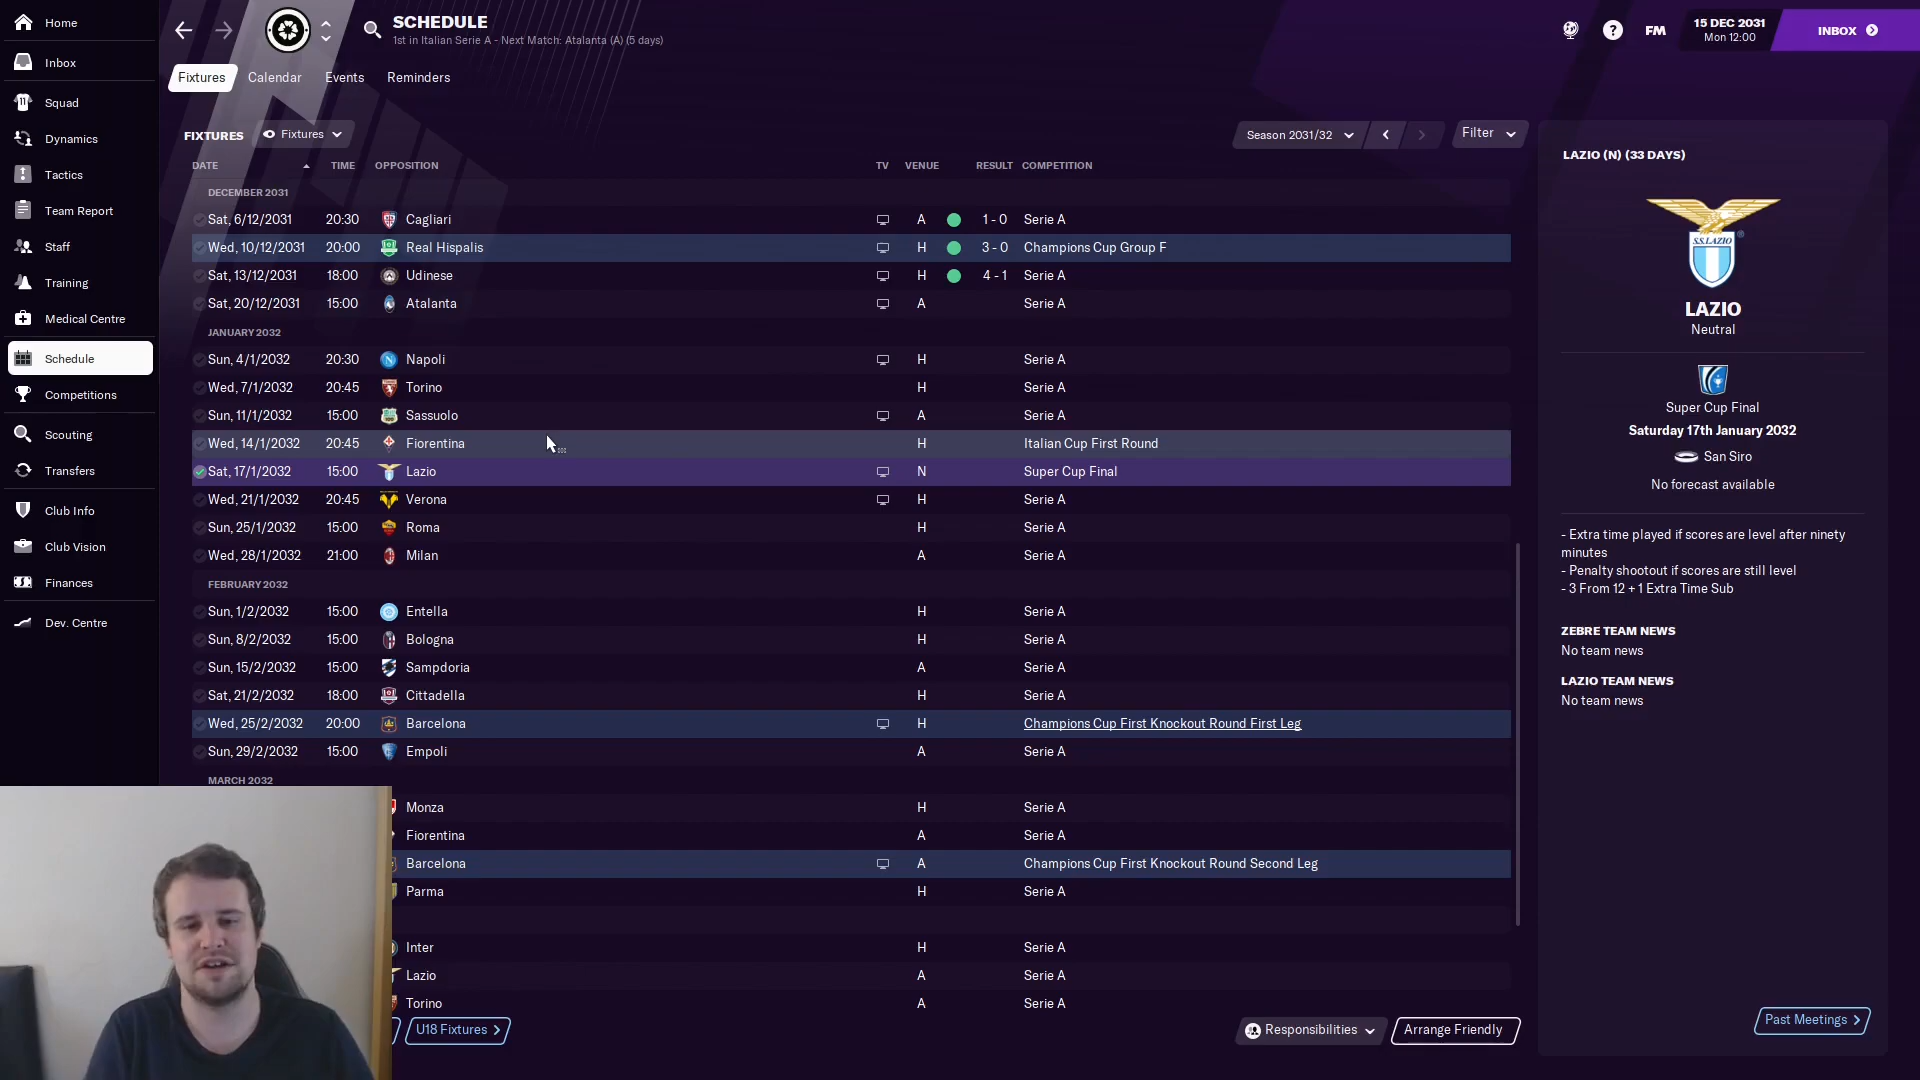 Home
Inbox
Squad
Dynamics
Tactics
Team Report
Staff
Training
Medical Centre
Schedule
Competitions
Scouting
Transfers
Club Info
Club Vision
Finances
Dev. Centre
SCHEDULE
1st in Italian Serie A - Next Match: Atalanta (A) (5 days)
FM
15 DEC 2031
Mon 12:00
INBOX
Fixtures Calendar Events Reminders
FIXTURES Fixtures
Season 2031/32 Filter
DATE TIME OPPOSITION TV VENUE RESULT COMPETITION
DECEMBER 2031
Sat, 6/12/2031 20:30 Cagliari A 1 - 0 Serie A
Wed, 10/12/2031 20:00 Real Hispalis H 3 - 0 Champions Cup Group F
Sat, 13/12/2031 18:00 Udinese H 4 - 1 Serie A
Sat, 20/12/2031 15:00 Atalanta A Serie A
JANUARY 2032
Sun, 4/1/2032 20:30 Napoli H Serie A
Wed, 7/1/2032 20:45 Torino H Serie A
Sun, 11/1/2032 15:00 Sassuolo A Serie A
Wed, 14/1/2032 20:45 Fiorentina H Italian Cup First Round
Sat, 17/1/2032 15:00 Lazio N Super Cup Final
Wed, 21/1/2032 20:45 Verona H Serie A
Sun, 25/1/2032 15:00 Roma H Serie A
Wed, 28/1/2032 21:00 Milan A Serie A
FEBRUARY 2032
Sun, 1/2/2032 15:00 Entella H Serie A
Sun, 8/2/2032 15:00 Bologna H Serie A
Sun, 15/2/2032 15:00 Sampdoria A Serie A
Sat, 21/2/2032 18:00 Cittadella H Serie A
Wed, 25/2/2032 20:00 Barcelona H Champions Cup First Knockout Round First Leg
Sun, 29/2/2032 15:00 Empoli A Serie A
MARCH 2032
Monza H Serie A
Fiorentina A Serie A
Barcelona A Champions Cup First Knockout Round Second Leg
Parma H Serie A
Inter H Serie A
Lazio A Serie A
Torino A Serie A
U18 Fixtures
Responsibilities
Arrange Friendly
LAZIO (N) (33 DAYS)
S.S.LAZIO
LAZIO
Neutral
Super Cup Final
Saturday 17th January 2032
San Siro
No forecast available
- Extra time played if scores are level after ninety
minutes
- Penalty shootout if scores are still level
- 3 From 12 + 1 Extra Time Sub
ZEBRE TEAM NEWS
No team news
LAZIO TEAM NEWS
No team news
Past Meetings